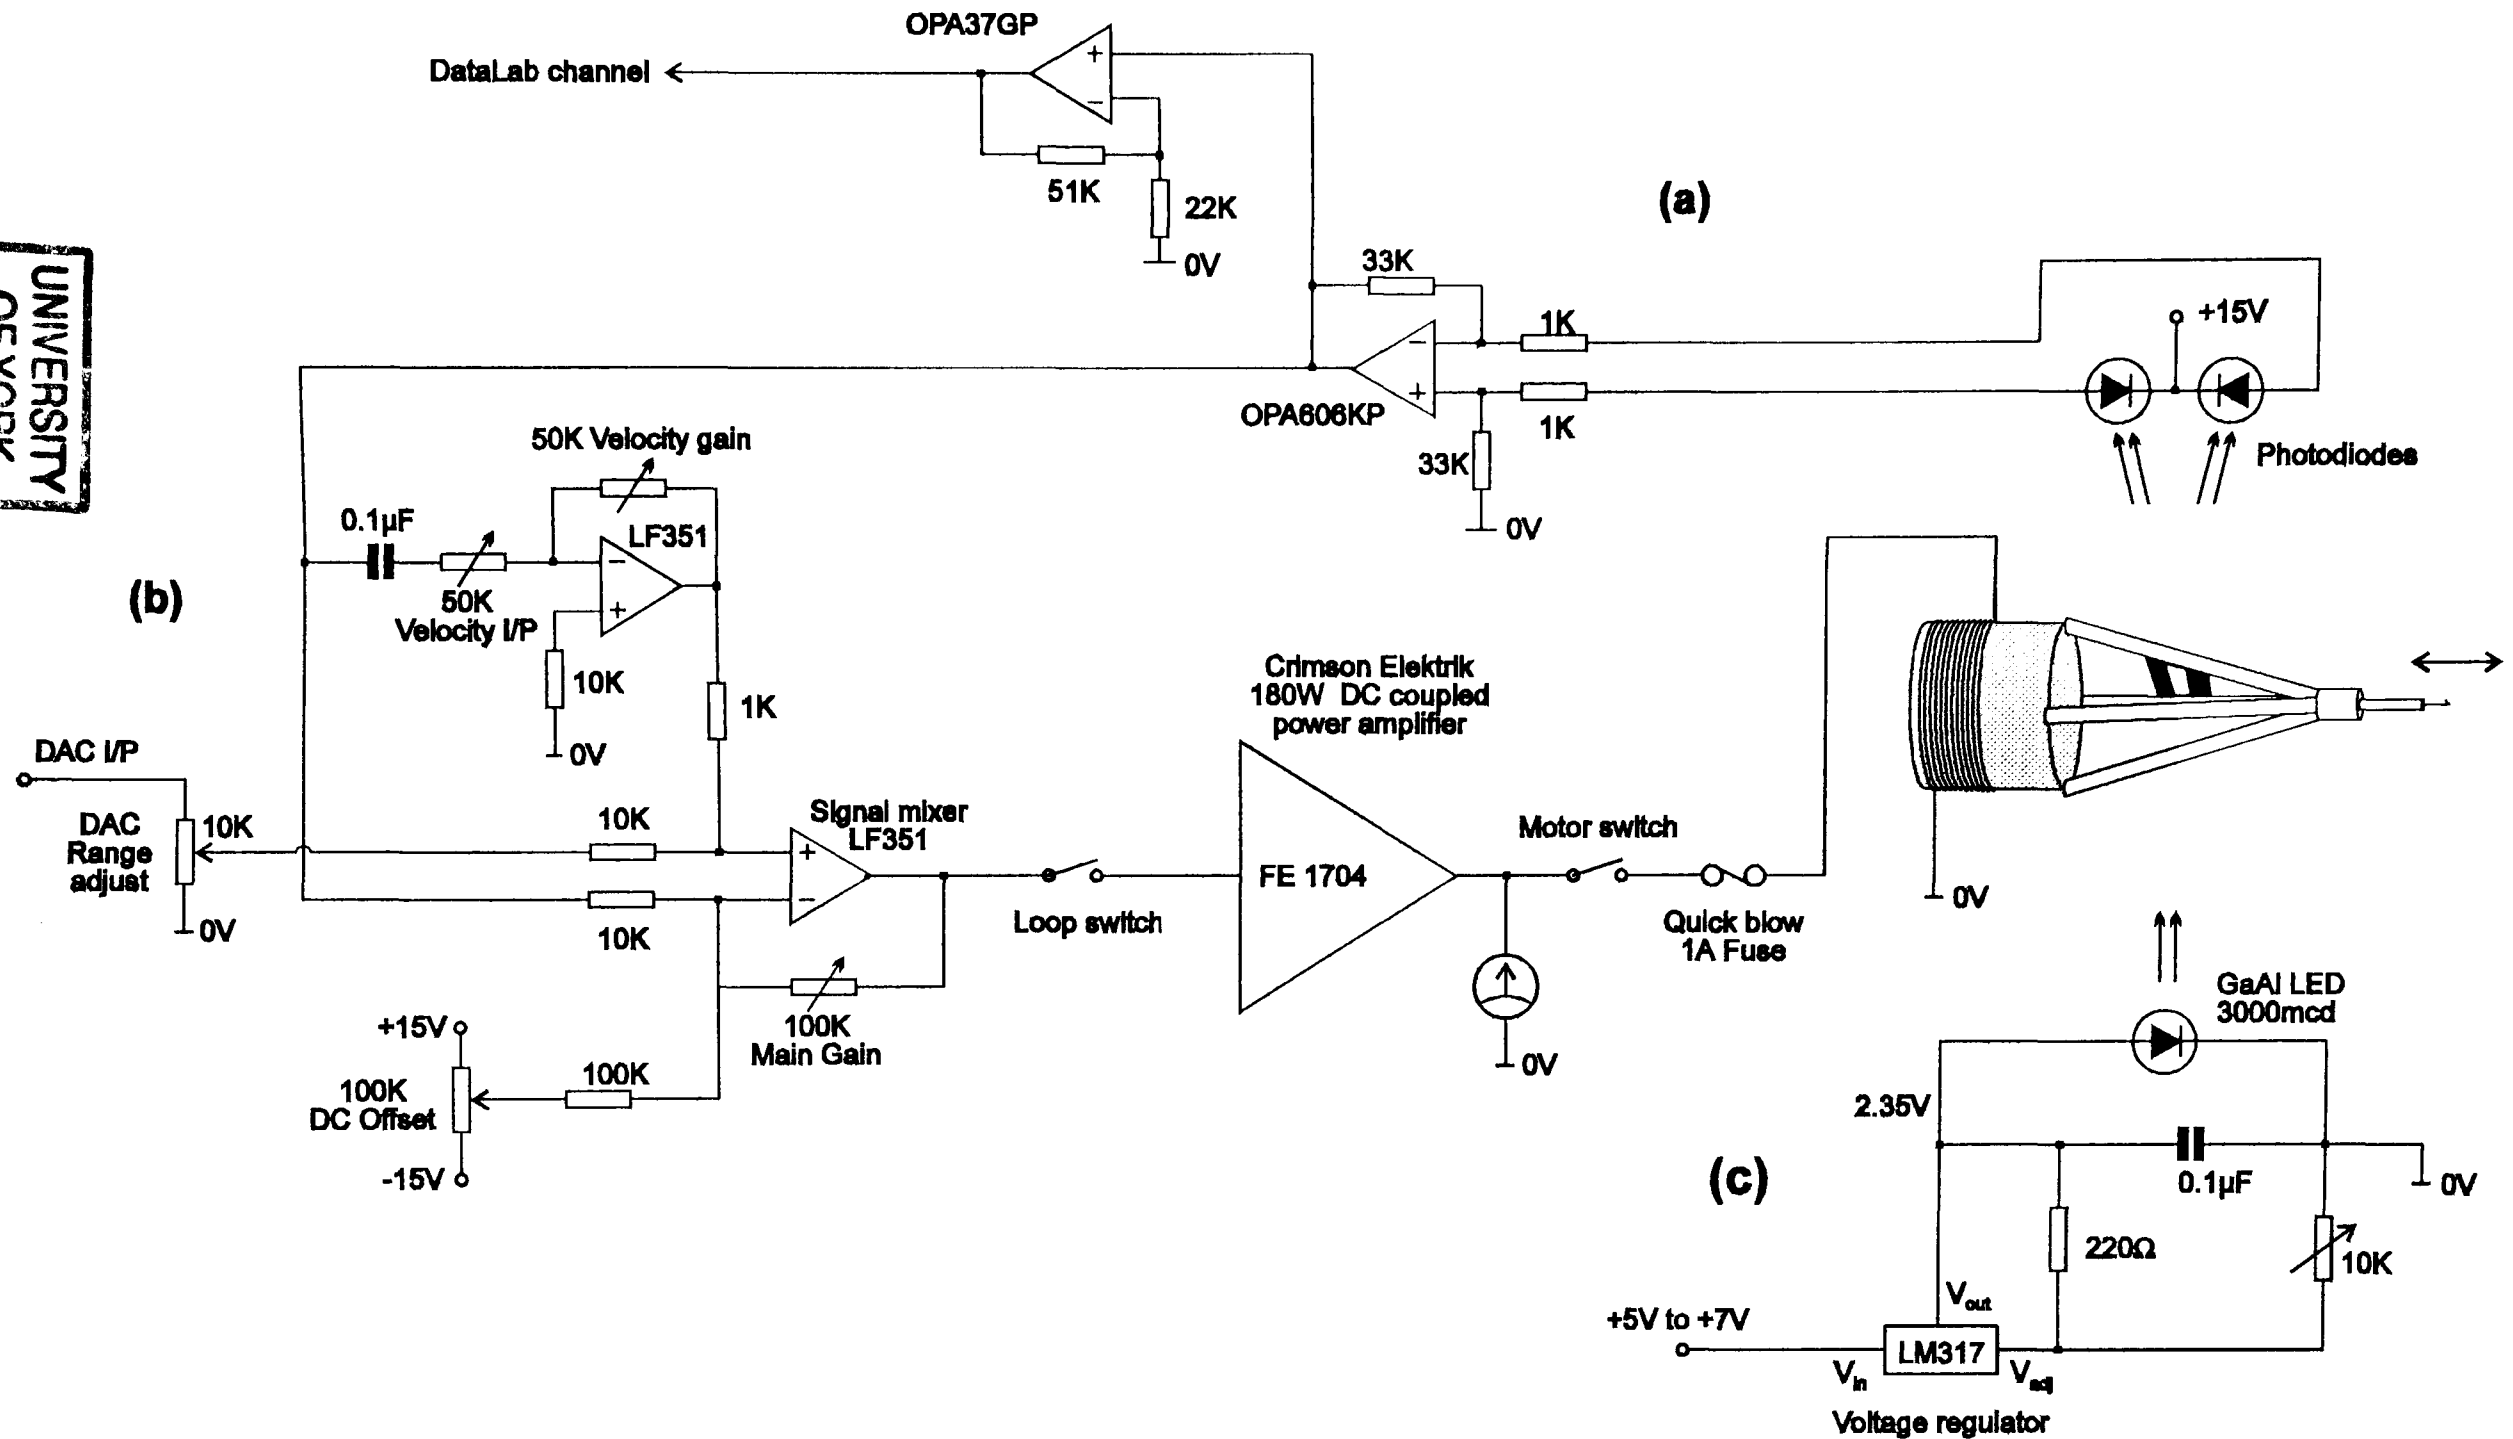 OPA37GP
DataLab channel
+
−
51K
22K
0V
(a)
33K
1K
+15V
−
+
OPA606KP
1K
33K
0V
Photodiodes
UNIVERSITY
50K Velocity gain
0.1µF
LF351
−
+
50K
Velocity I/P
(b)
10K
0V
1K
DAC I/P
DAC
Range
adjust
10K
0V
10K
Signal mixer
LF351
+
−
10K
Loop switch
100K
Main Gain
+15V
100K
DC Offset
100K
-15V
Crimson Elektrik
180W DC coupled
power amplifier
FE 1704
Motor switch
Quick blow
1A Fuse
0V
0V
GaAl LED
3000mcd
2.35V
(c)
0.1µF
0V
220Ω
10K
+5V to +7V
Vout
LM317
Vin
Vadj
Voltage regulator